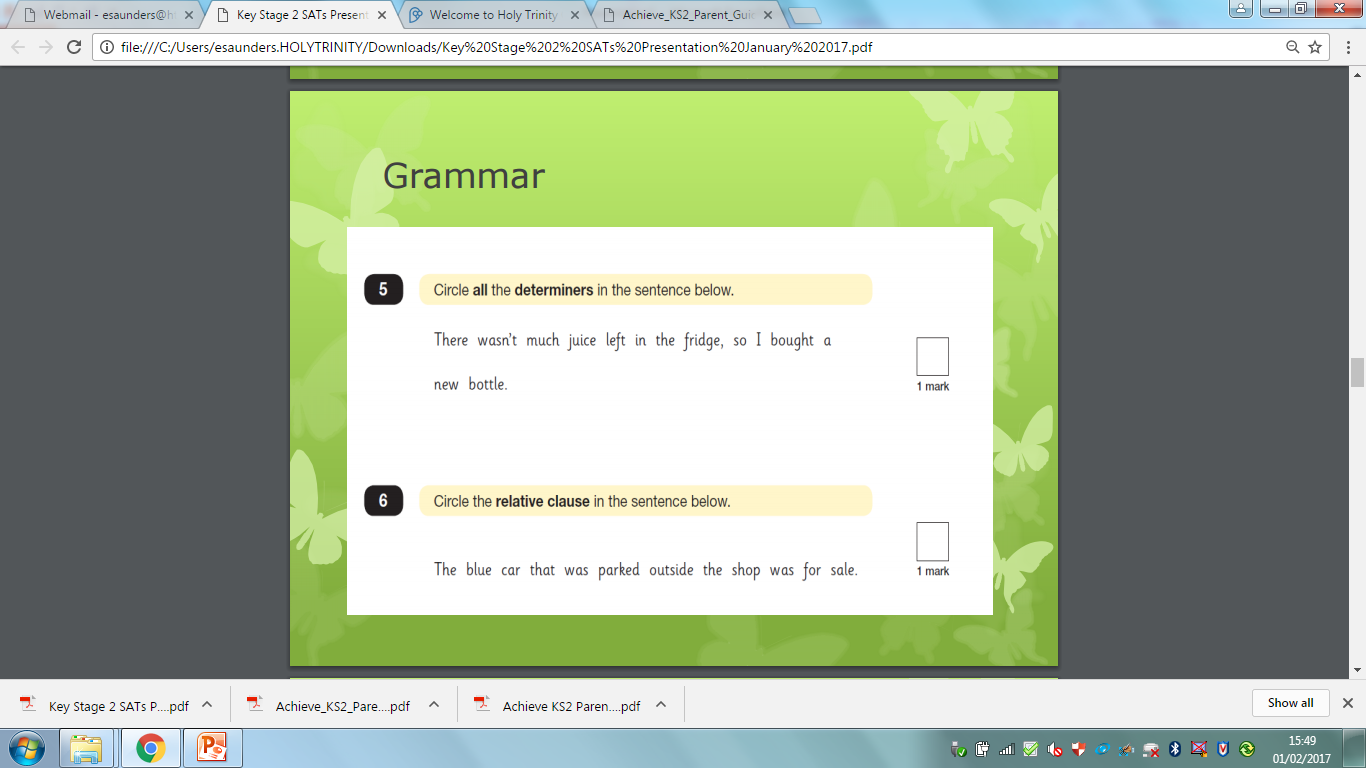 Webmail - esaunders@h
Key Stage 2 SATs Present
Welcome to Holy Trinity
Achieve_KS2_Parent_Gui
file:///C:/Users/esaunders.HOLYTRINITY/Downloads/Key%20Stage%202%20SATs%20Presentation%20January%202017.pdf
Grammar
5 Circle all the determiners in the sentence below.
There wasn't much juice left in the fridge, so I bought a
new bottle.
1 mark
6 Circle the relative clause in the sentence below.
The blue car that was parked outside the shop was for sale.
1 mark
Key Stage 2 SATs P....pdf
Achieve_KS2_Pare....pdf
Achieve KS2 Paren....pdf
Show all
15:49
01/02/2017